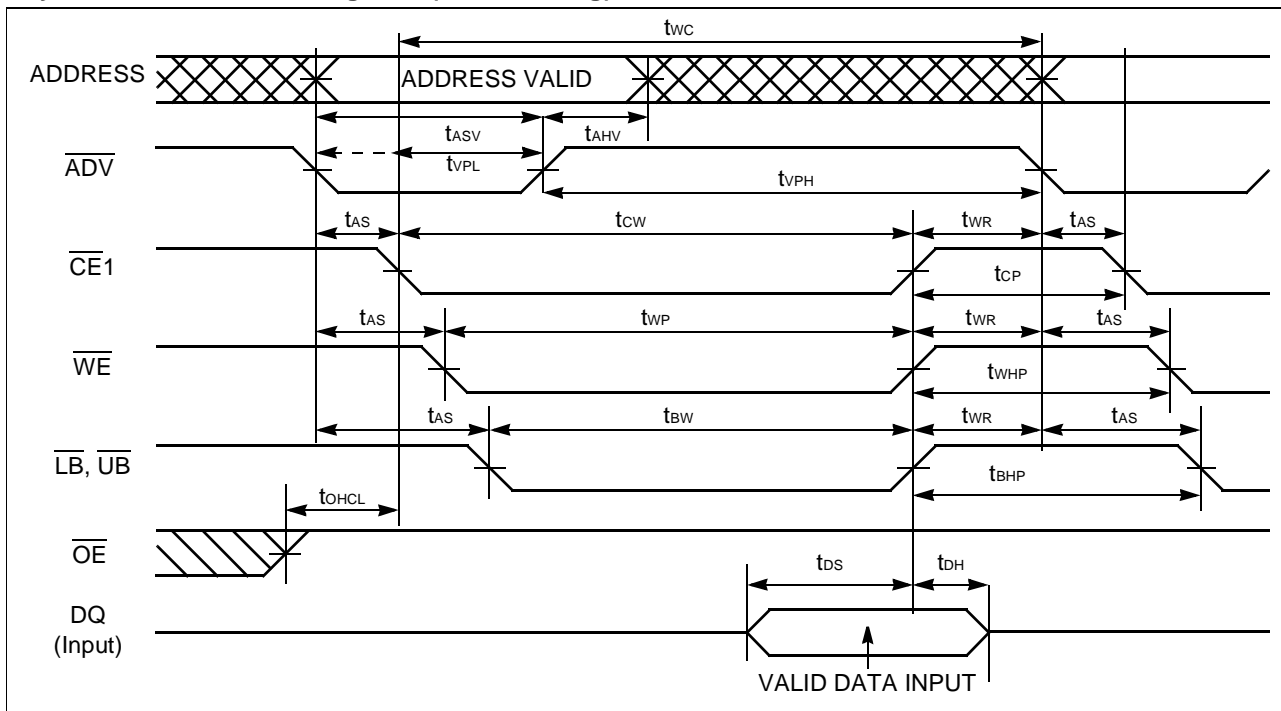 tWC
ADDRESS
ADDRESS VALID
tASV
tAHV
ADV
tVPL
tVPH
tAS
tCW
tWR
tAS
CE1
tCP
tAS
tWP
tWR
tAS
WE
tWHP
tAS
tBW
tWR
tAS
LB, UB
tBHP
tOHCL
OE
tDS
tDH
DQ
(Input)
VALID DATA INPUT